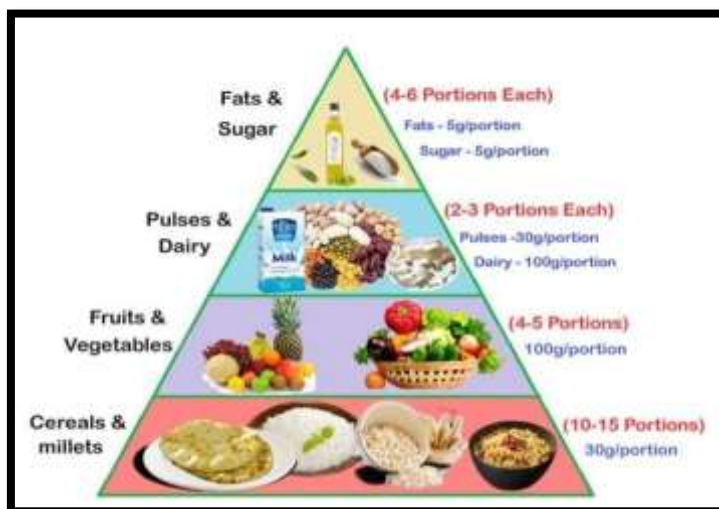 Fats &
Sugar
(4-6 Portions Each)
Fats - 5g/portion
Sugar - 5g/portion
Pulses &
Dairy
(2-3 Portions Each)
Pulses -30g/portion
Dairy - 100g/portion
Milk
Fruits &
Vegetables
(4-5 Portions)
100g/portion
Cereals &
millets
(10-15 Portions)
30g/portion